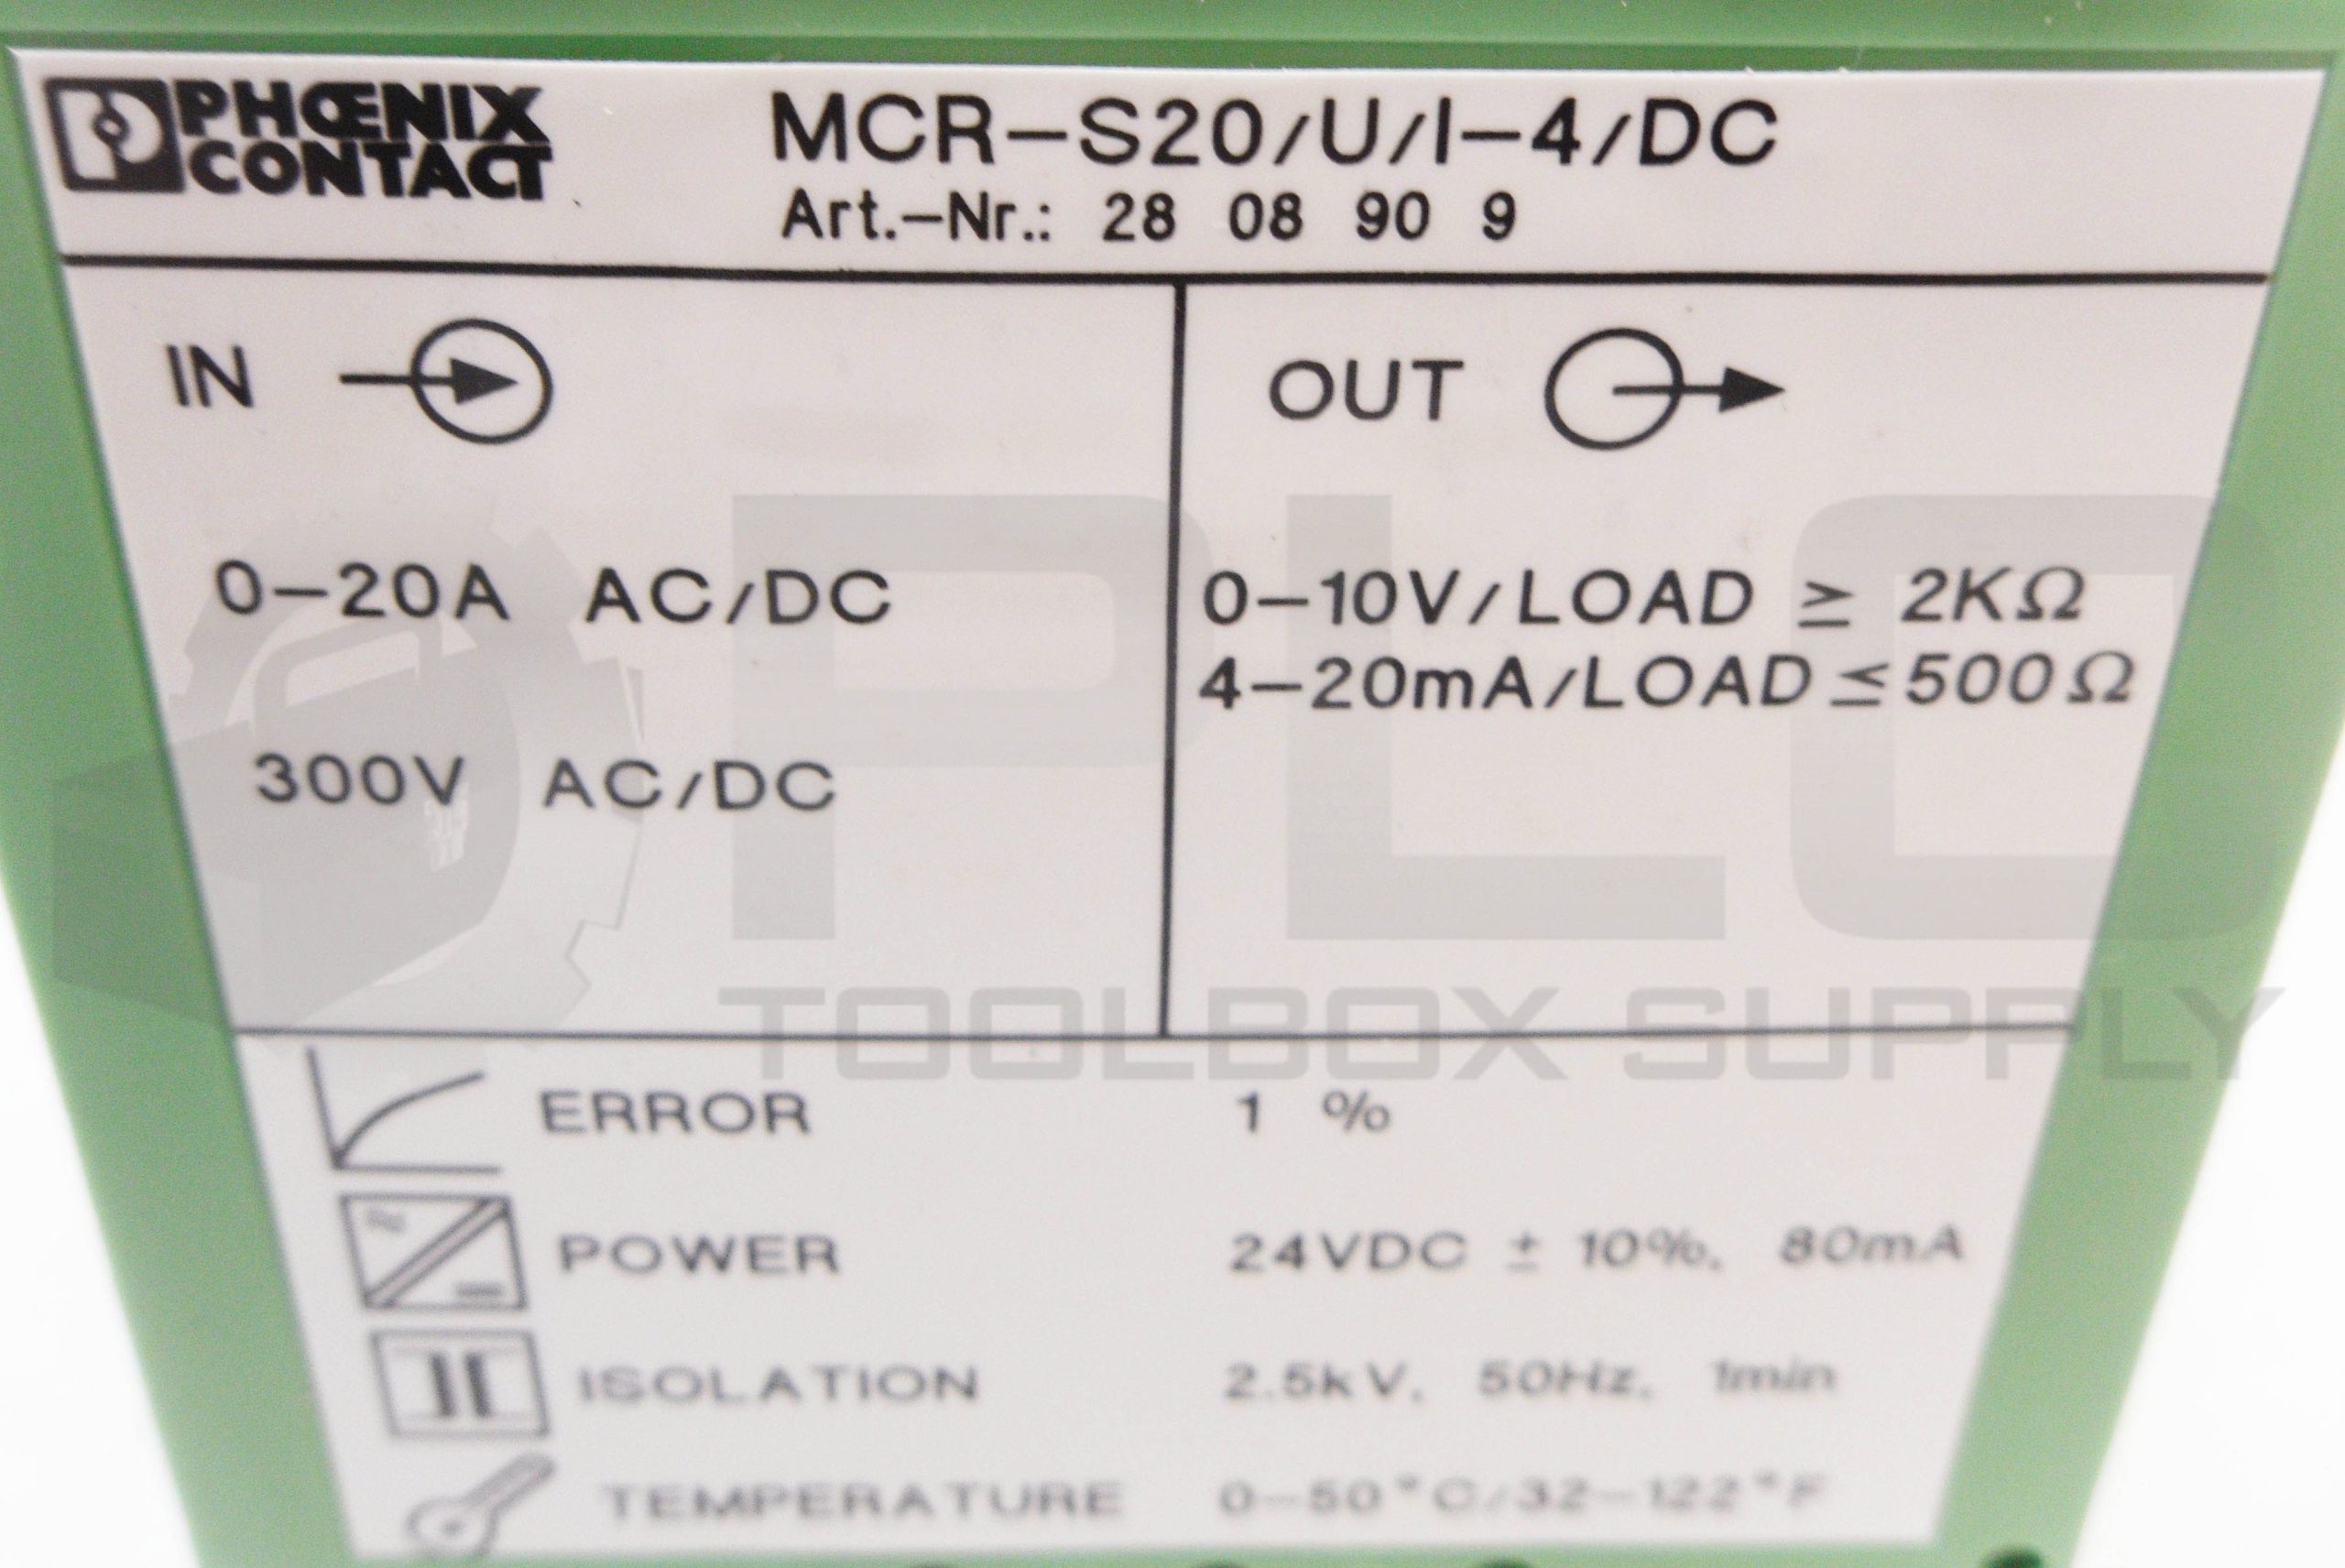 PHŒNIX
CONTACT
MCR-S20/U/I-4/DC
Art.-Nr.: 28 08 90 9
IN
OUT
0-20A AC/DC
300V AC/DC
0-10V/LOAD ≥ 2KΩ
4-20mA/LOAD ≤ 500Ω
PLC
TOOLBOX SUPPLY
ERROR 1 %
POWER 24VDC ± 10%, 80mA
ISOLATION 2.5kV, 50Hz, 1min
TEMPERATURE 0-50°C/32-122°F